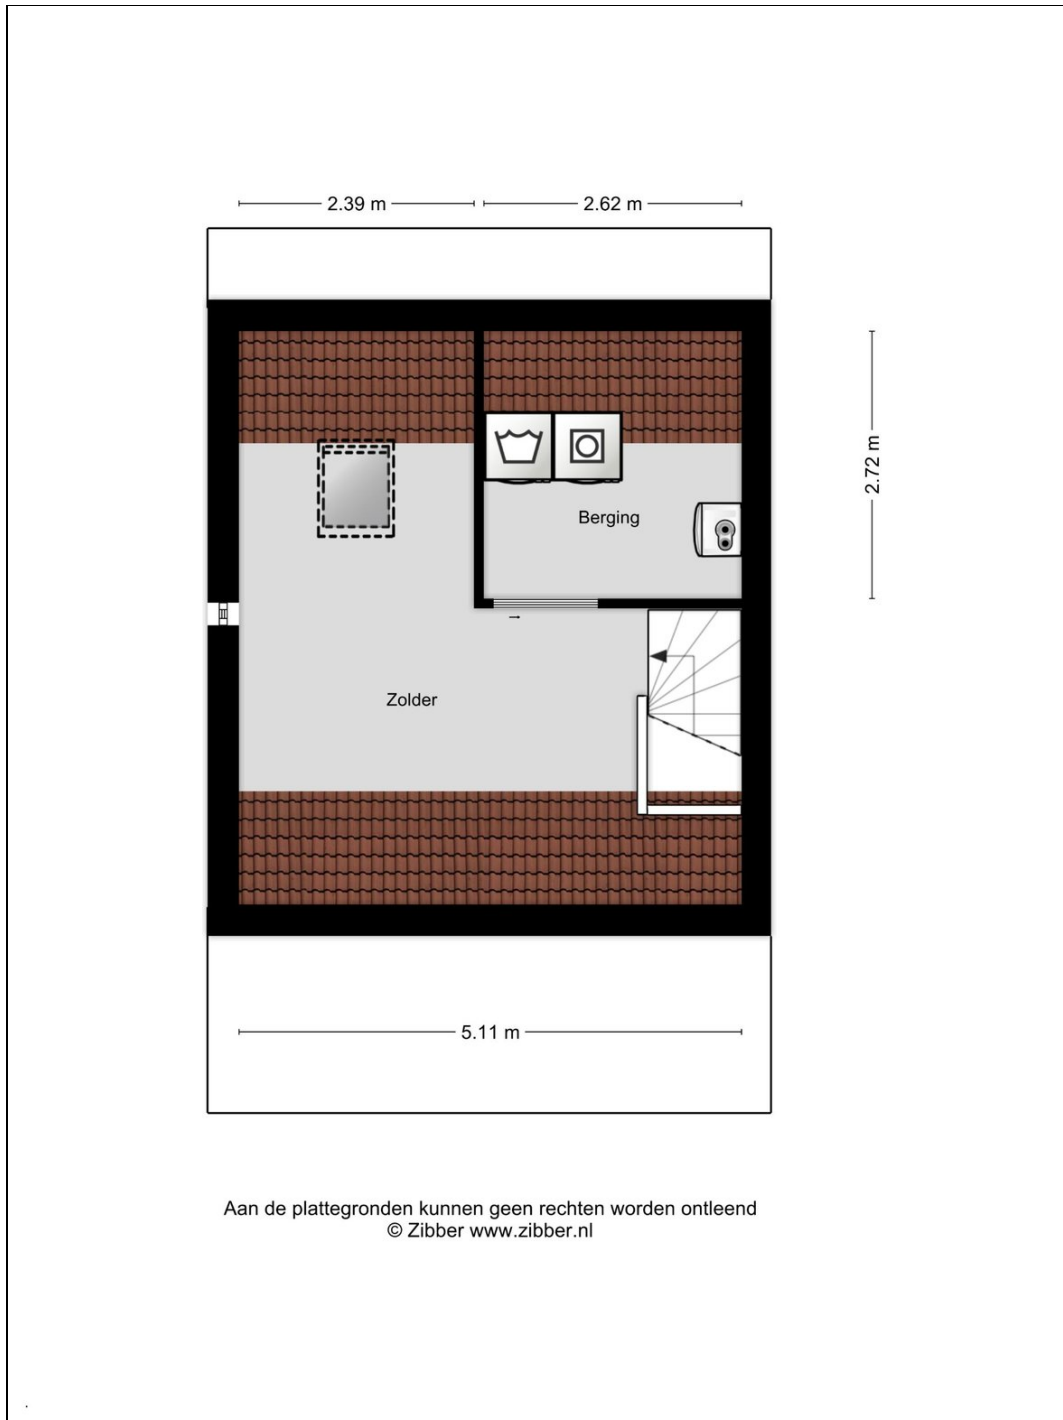 2.39 m
2.62 m
2.72 m
Berging
Zolder
5.11 m
Aan de plattegronden kunnen geen rechten worden ontleend
© Zibber www.zibber.nl